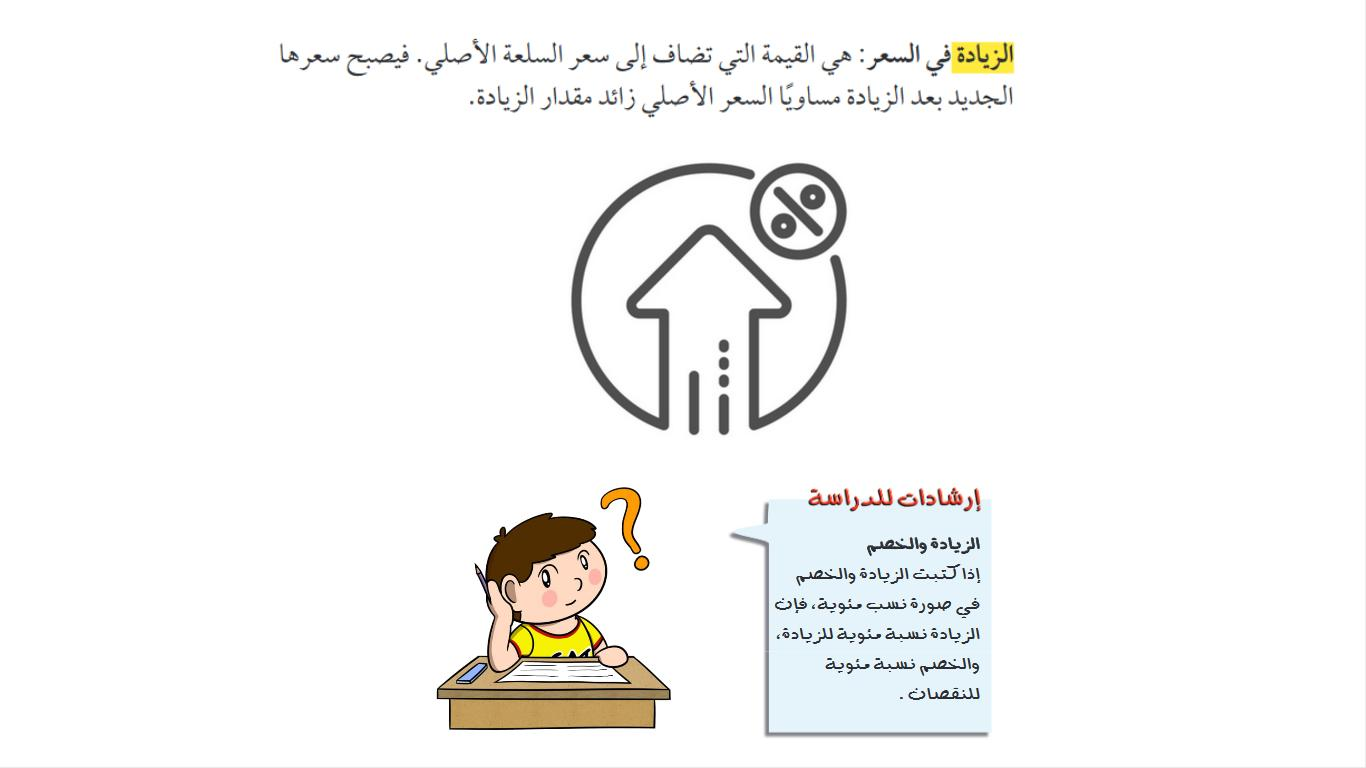 الزيادة في السعر: هي القيمة التي تضاف إلى سعر السلعة الأصلي. فيصبح سعرها
الجديد بعد الزيادة مساويًا السعر الأصلي زائد مقدار الزيادة.
%
?
إرشادات للدراسة
الزيادة والخصم
إذا كتبت الزيادة والخصم
في صورة نسب مئوية، فإن
الزيادة نسبة مئوية للزيادة،
والخصم نسبة مئوية
للنقصان .